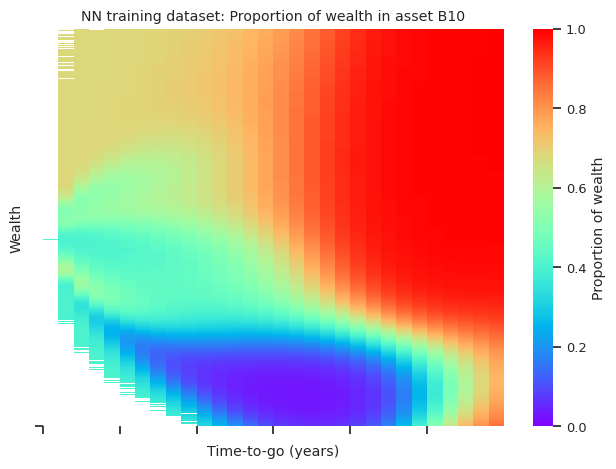 NN training dataset: Proportion of wealth in asset B10
Wealth
Time-to-go (years)
1.0
0.8
0.6
0.4
0.2
0.0
Proportion of wealth